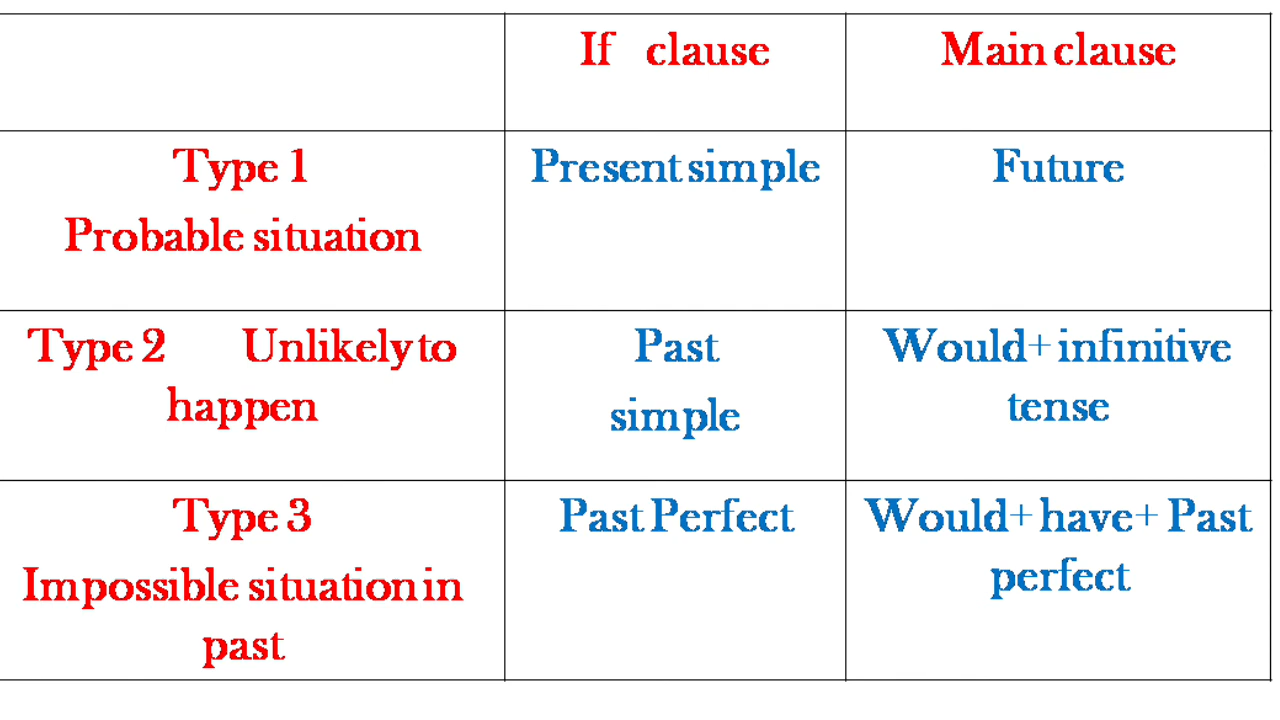 If clause
Main clause
Type 1
Probable situation
Present simple
Future
Type 2 Unlikely to
happen
Past
simple
Would+ infinitive
tense
Type 3
Impossible situation in
past
Past Perfect
Would+ have+ Past
perfect